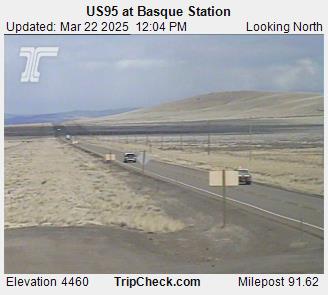 US95 at Basque Station
Updated: Mar 22 2025 12:04 PM Looking North
Elevation 4460 TripCheck.com Milepost 91.62